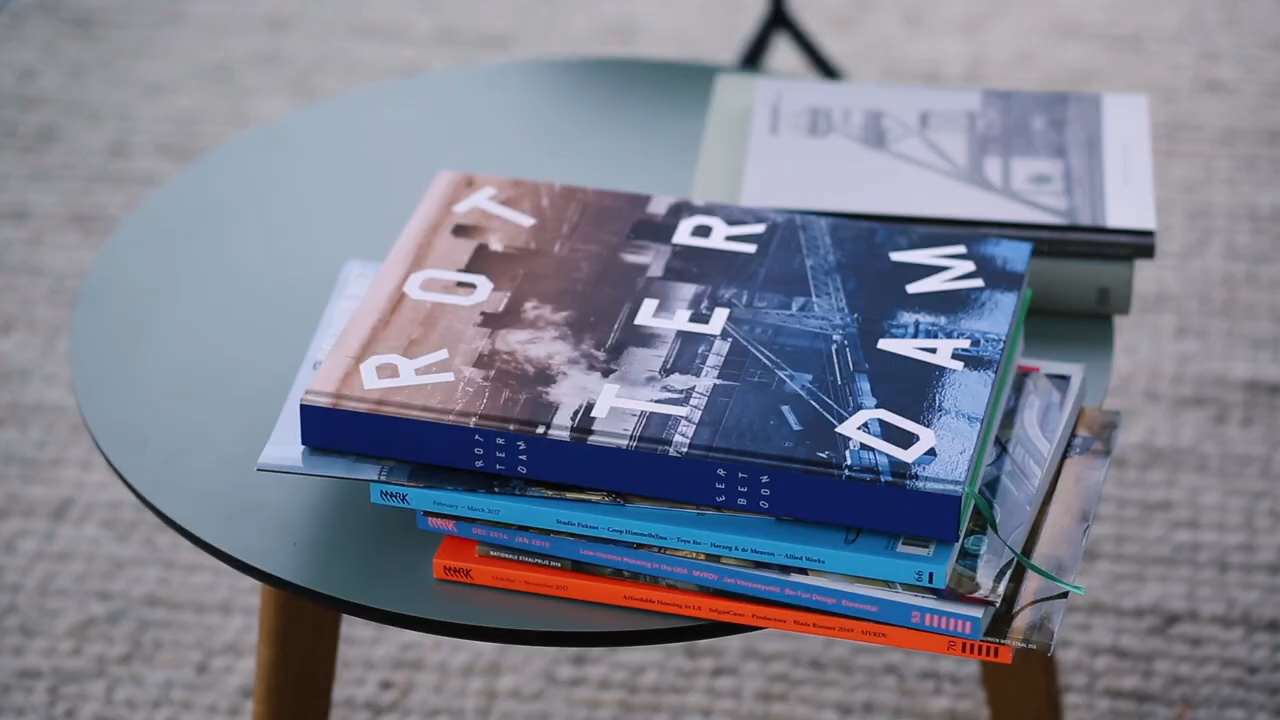 ROT
TER
DAM
ROT
TER
DAM
EER
BET
OON
MARK
February — March 2017
Studio Fuksas — Coop Himmelb(l)au — Toyo Ito — Herzog & de Meuron — Allied Works
66
MARK
DEC 2014 JAN 2015
Low-Income Housing in the USA · MVRDV · Jan Vercruysse · Be-Fun Design · Elemental
53
NATIONALE STAALPRIJS 2016
MARK
October — November 2017
Affordable Housing in LA · SelgasCano · Productora · Blade Runner 2049 · MVRDV
70